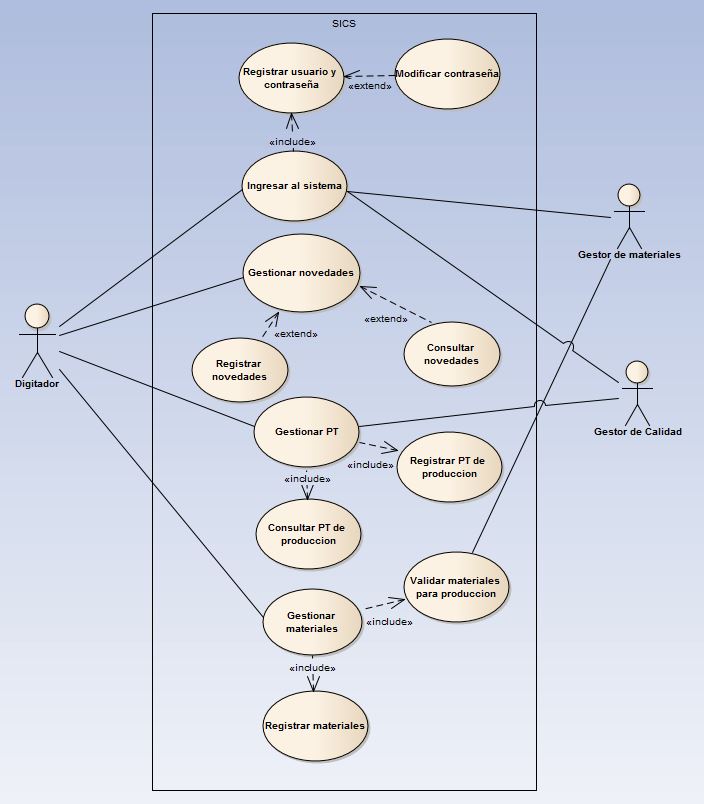 SICS
Registrar usuario y
contraseña
Modificar contraseña
«extend»
«include»
Ingresar al sistema
Gestor de materiales
Gestionar novedades
«extend»
«extend»
Registrar
novedades
Consultar
novedades
Digitador
Gestor de Calidad
Gestionar PT
«include»
Registrar PT de
produccion
«include»
Consultar PT de
produccion
Validar materiales
para produccion
Gestionar
materiales
«include»
«include»
Registrar materiales